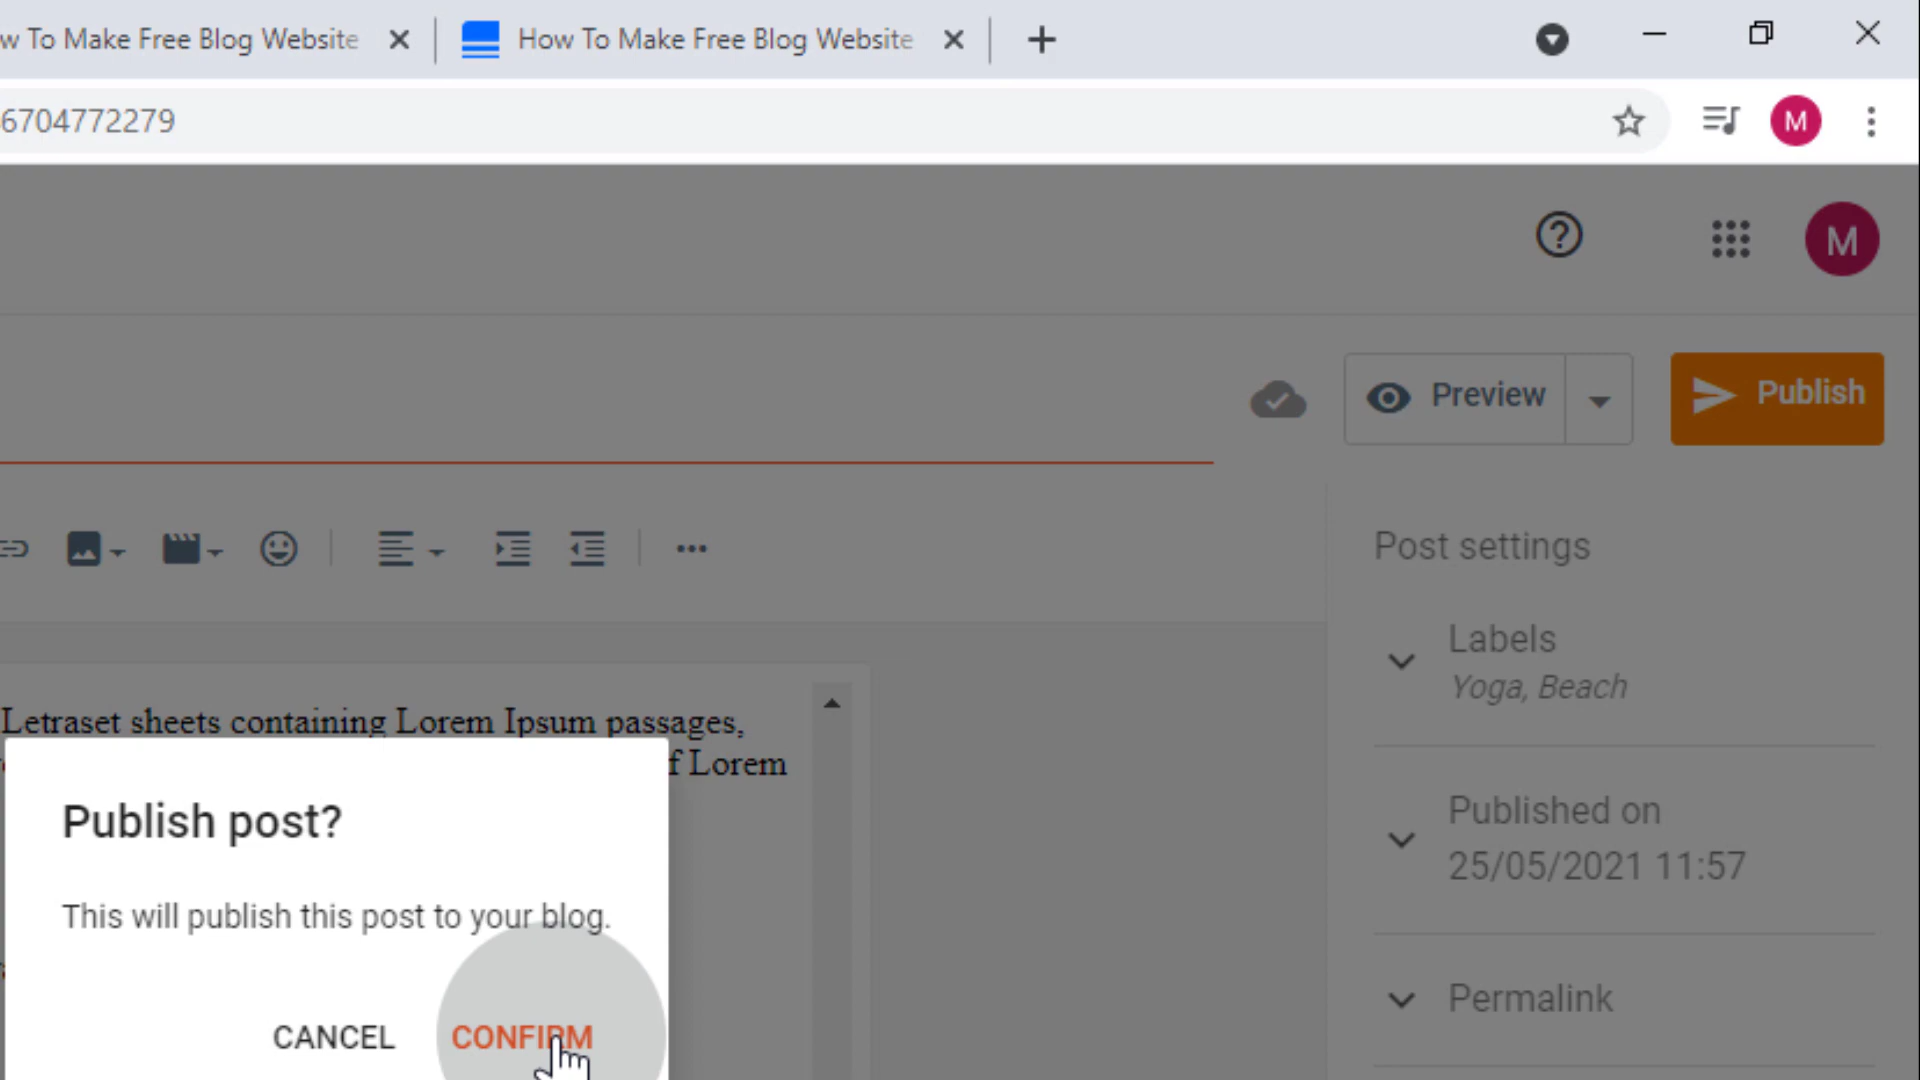 w To Make Free Blog Website
How To Make Free Blog Website
6704772279
M
M
Preview
Publish
Post settings
Labels
Yoga, Beach
Letraset sheets containing Lorem Ipsum passages,
f Lorem
Publish post?
Published on
25/05/2021 11:57
This will publish this post to your blog.
Permalink
CANCEL
CONFIRM